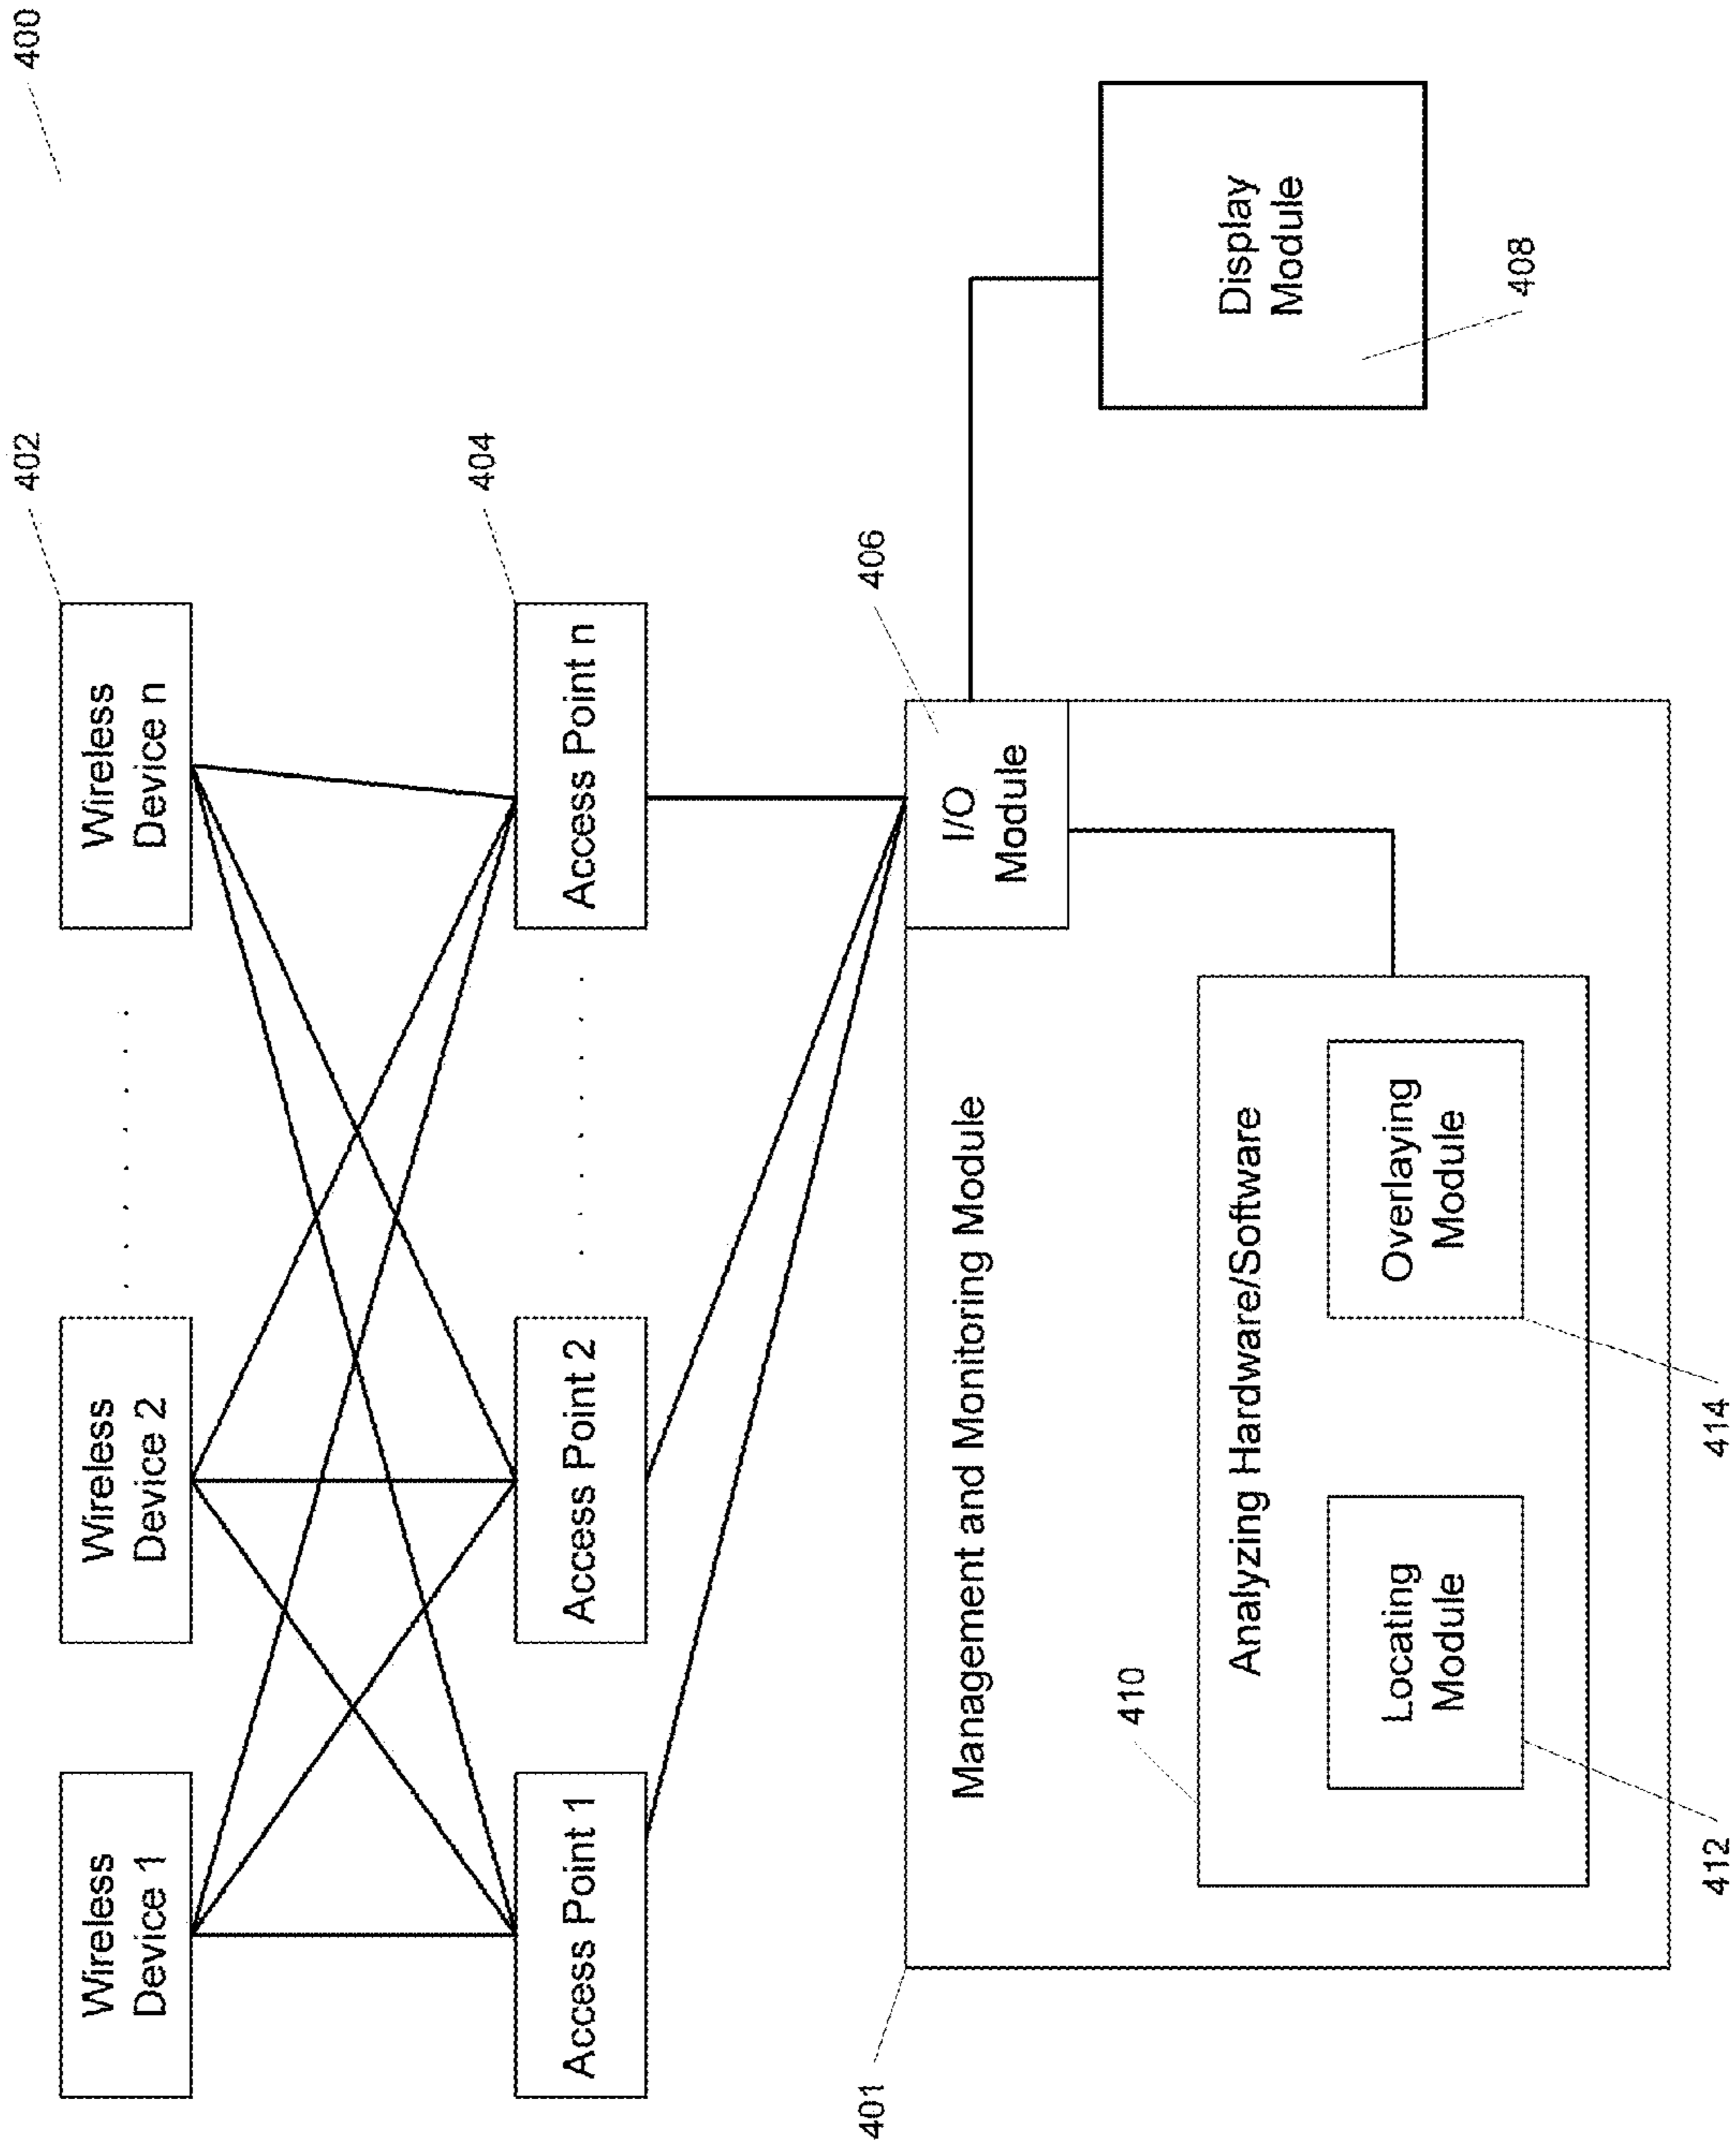 400
402
Wireless
Device 1
Wireless
Device 2
. . . . . . . .
Wireless
Device n
404
Access Point 1
Access Point 2
. . . . . . . .
Access Point n
406
401
I/O
Module
Management and Monitoring Module
410
Analyzing Hardware/Software
Locating
Module
Overlaying
Module
412
414
Display
Module
408